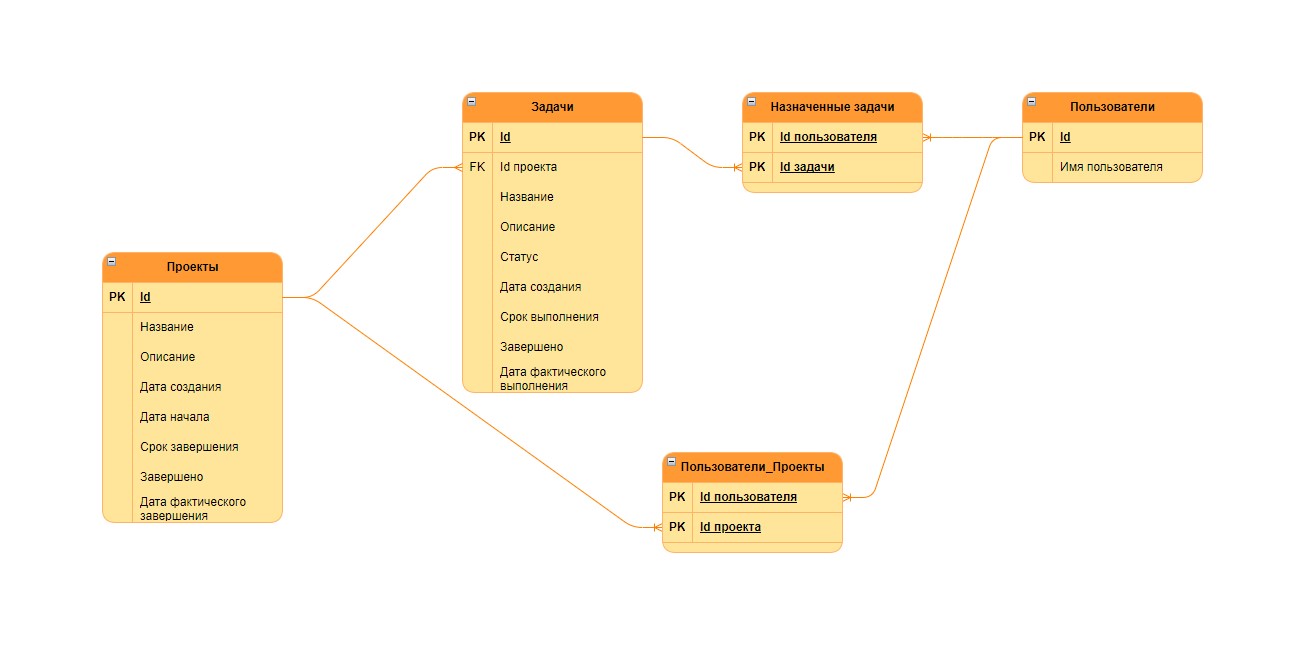 Задачи
PK Id
FK Id проекта
Название
Описание
Статус
Дата создания
Срок выполнения
Завершено
Дата фактического
выполнения
Назначенные задачи
PK Id пользователя
PK Id задачи
Пользователи
PK Id
Имя пользователя
Проекты
PK Id
Название
Описание
Дата создания
Дата начала
Срок завершения
Завершено
Дата фактического
завершения
Пользователи_Проекты
PK Id пользователя
PK Id проекта